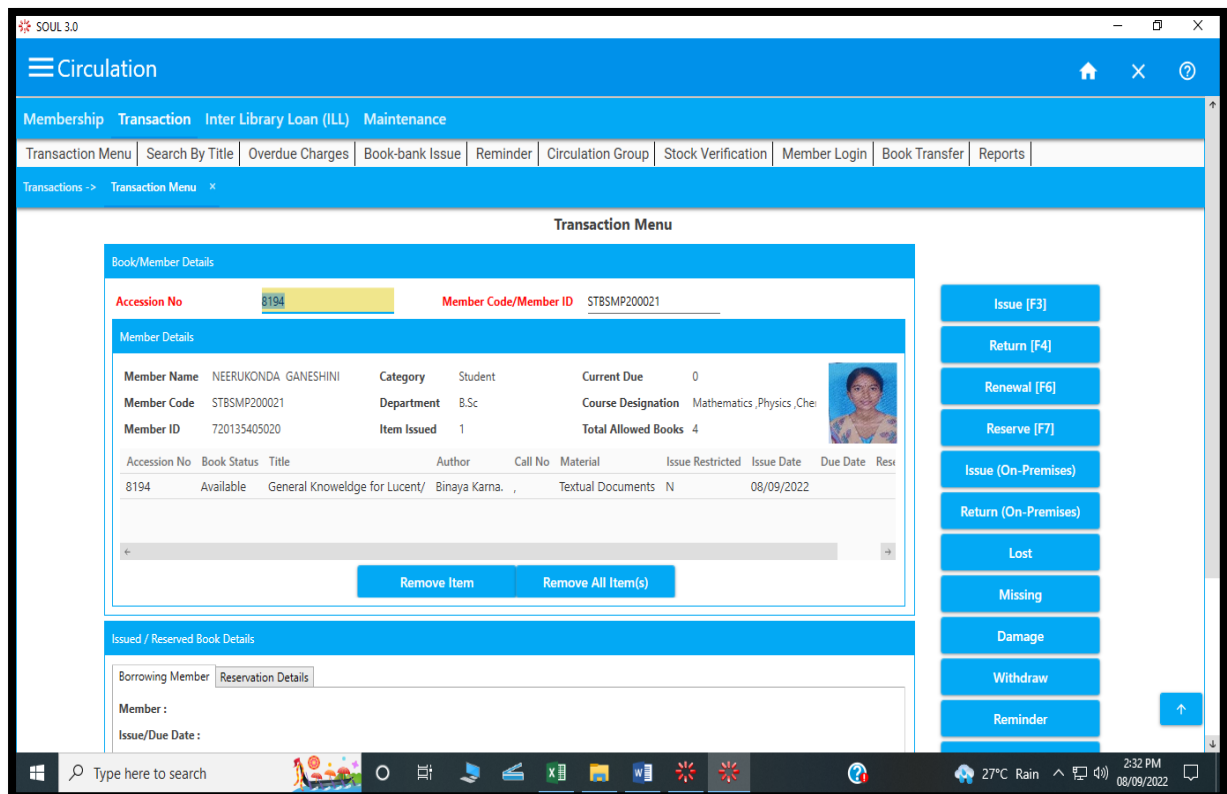 SOUL 3.0
Circulation
Membership Transaction Inter Library Loan (ILL) Maintenance
Transaction Menu Search By Title Overdue Charges Book-bank Issue Reminder Circulation Group Stock Verification Member Login Book Transfer Reports
Transactions -> Transaction Menu ×
Transaction Menu
Book/Member Details
Accession No 8194 Member Code/Member ID STBSMP200021
Member Details
Member Name NEERUKONDA GANESHINI Category Student Current Due 0
Member Code STBSMP200021 Department B.Sc Course Designation Mathematics ,Physics ,Che
Member ID 720135405020 Item Issued 1 Total Allowed Books 4
Accession No Book Status Title Author Call No Material Issue Restricted Issue Date Due Date Rese
8194 Available General Knoweldge for Lucent/ Binaya Karna. , Textual Documents N 08/09/2022
Remove Item Remove All Item(s)
Issued / Reserved Book Details
Borrowing Member Reservation Details
Member :
Issue/Due Date :
Issue [F3]
Return [F4]
Renewal [F6]
Reserve [F7]
Issue (On-Premises)
Return (On-Premises)
Lost
Missing
Damage
Withdraw
Reminder
Type here to search 27°C Rain 2:32 PM
08/09/2022